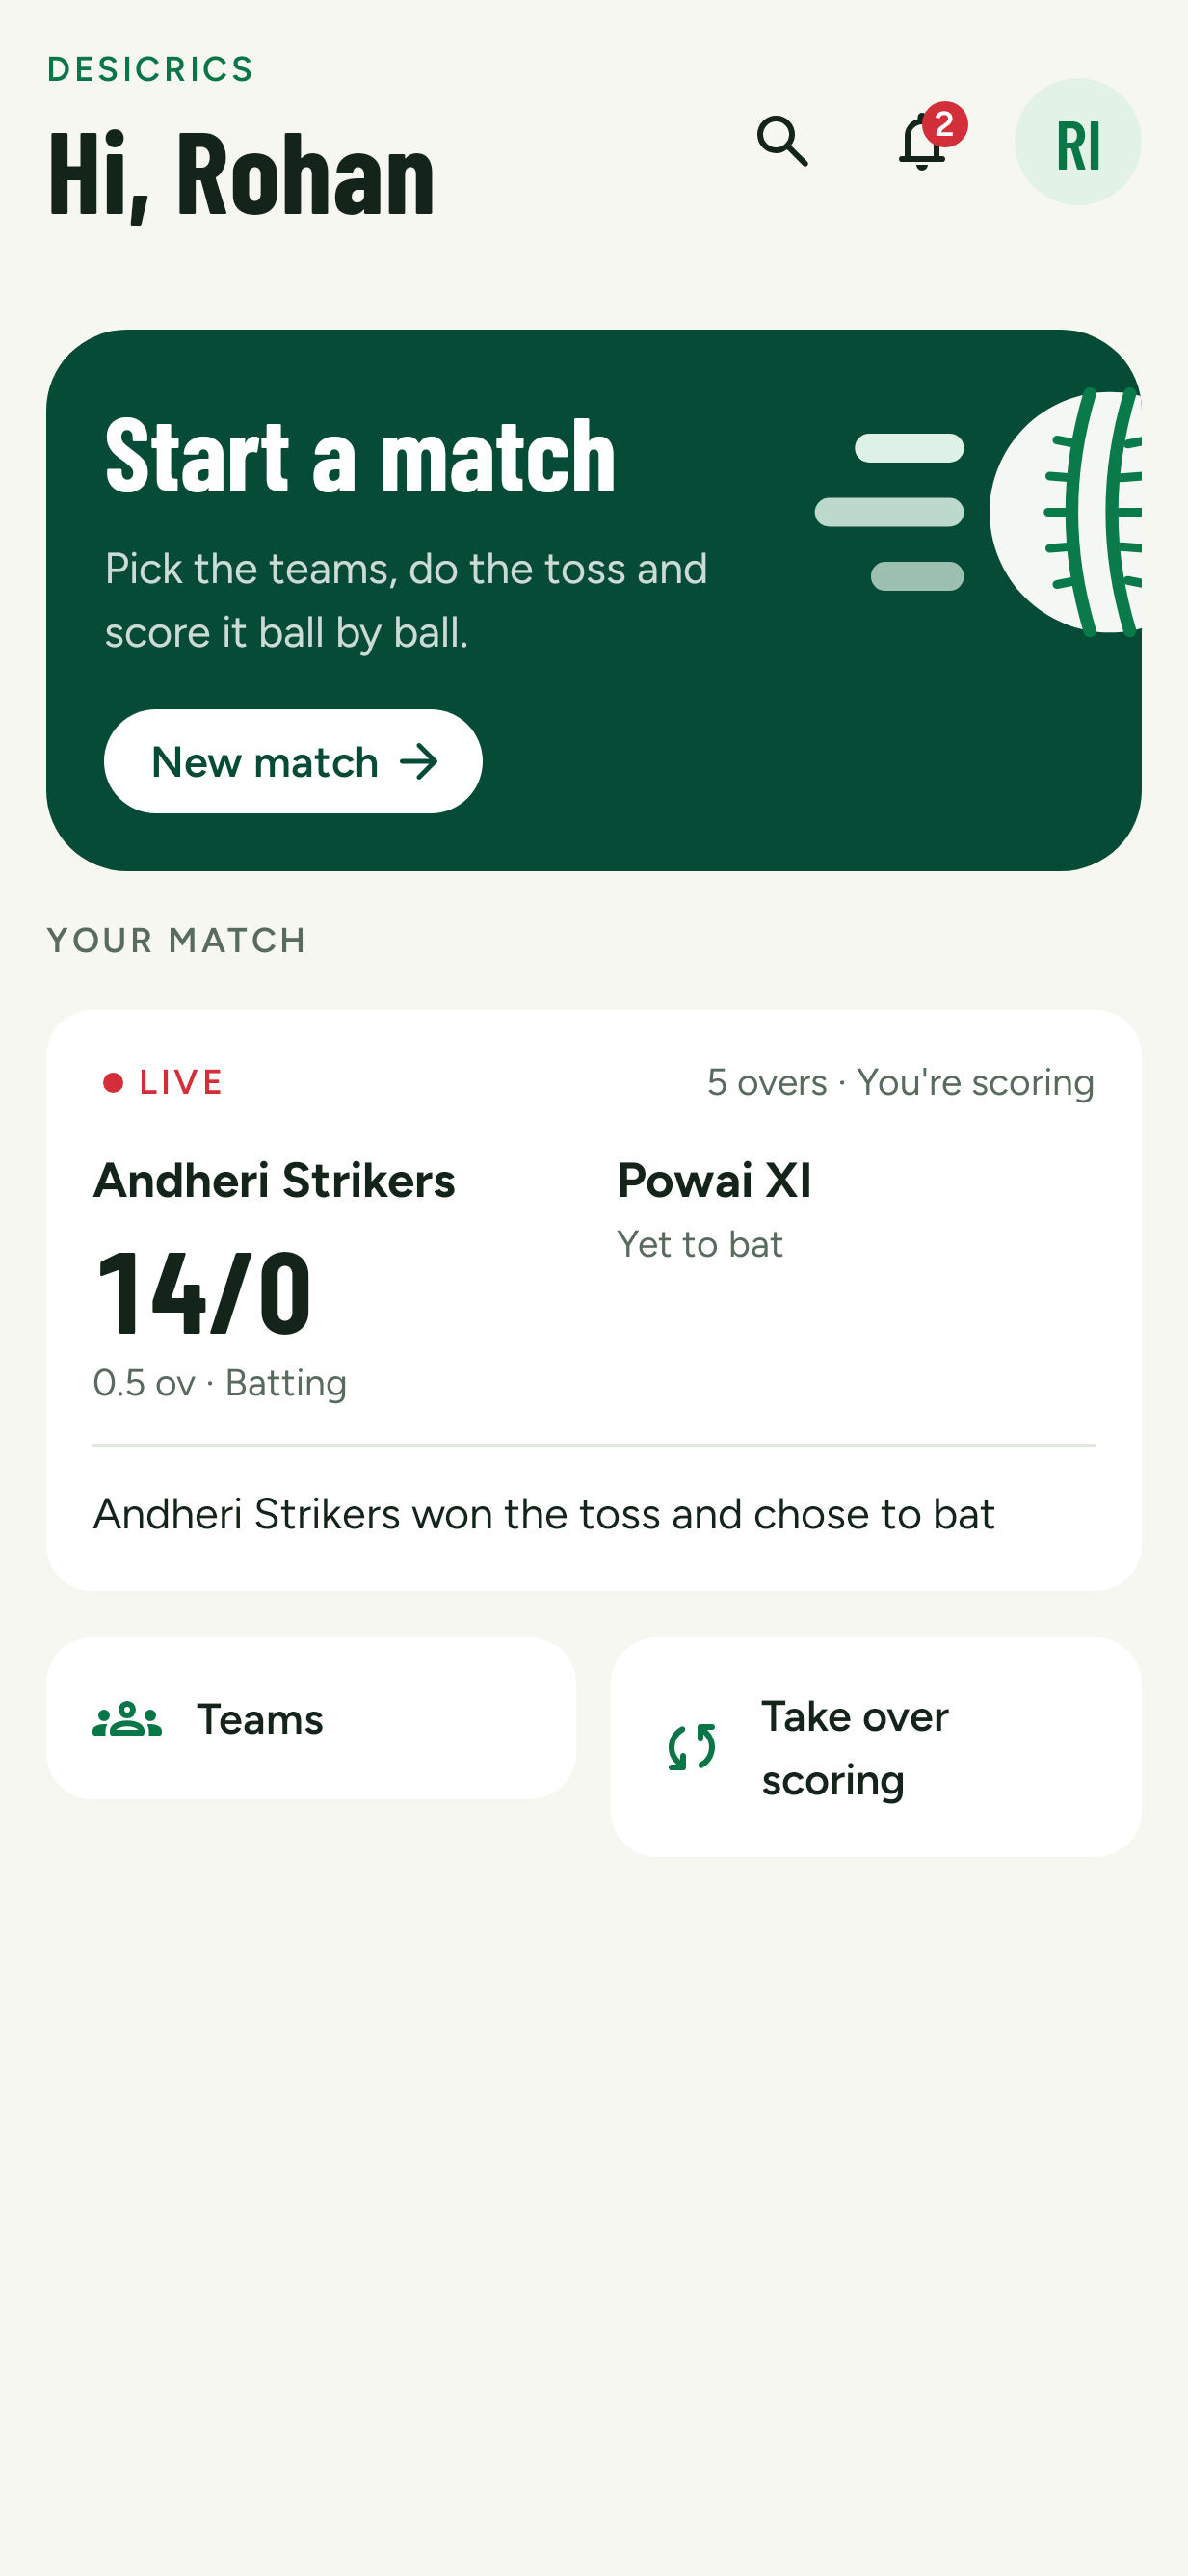 DESICRICS
Hi, Rohan
2
RI
Start a match
Pick the teams, do the toss and
score it ball by ball.
New match
YOUR MATCH
LIVE
5 overs · You're scoring
Andheri Strikers
Powai XI
14/0
Yet to bat
0.5 ov · Batting
Andheri Strikers won the toss and chose to bat
Teams
Take over
scoring